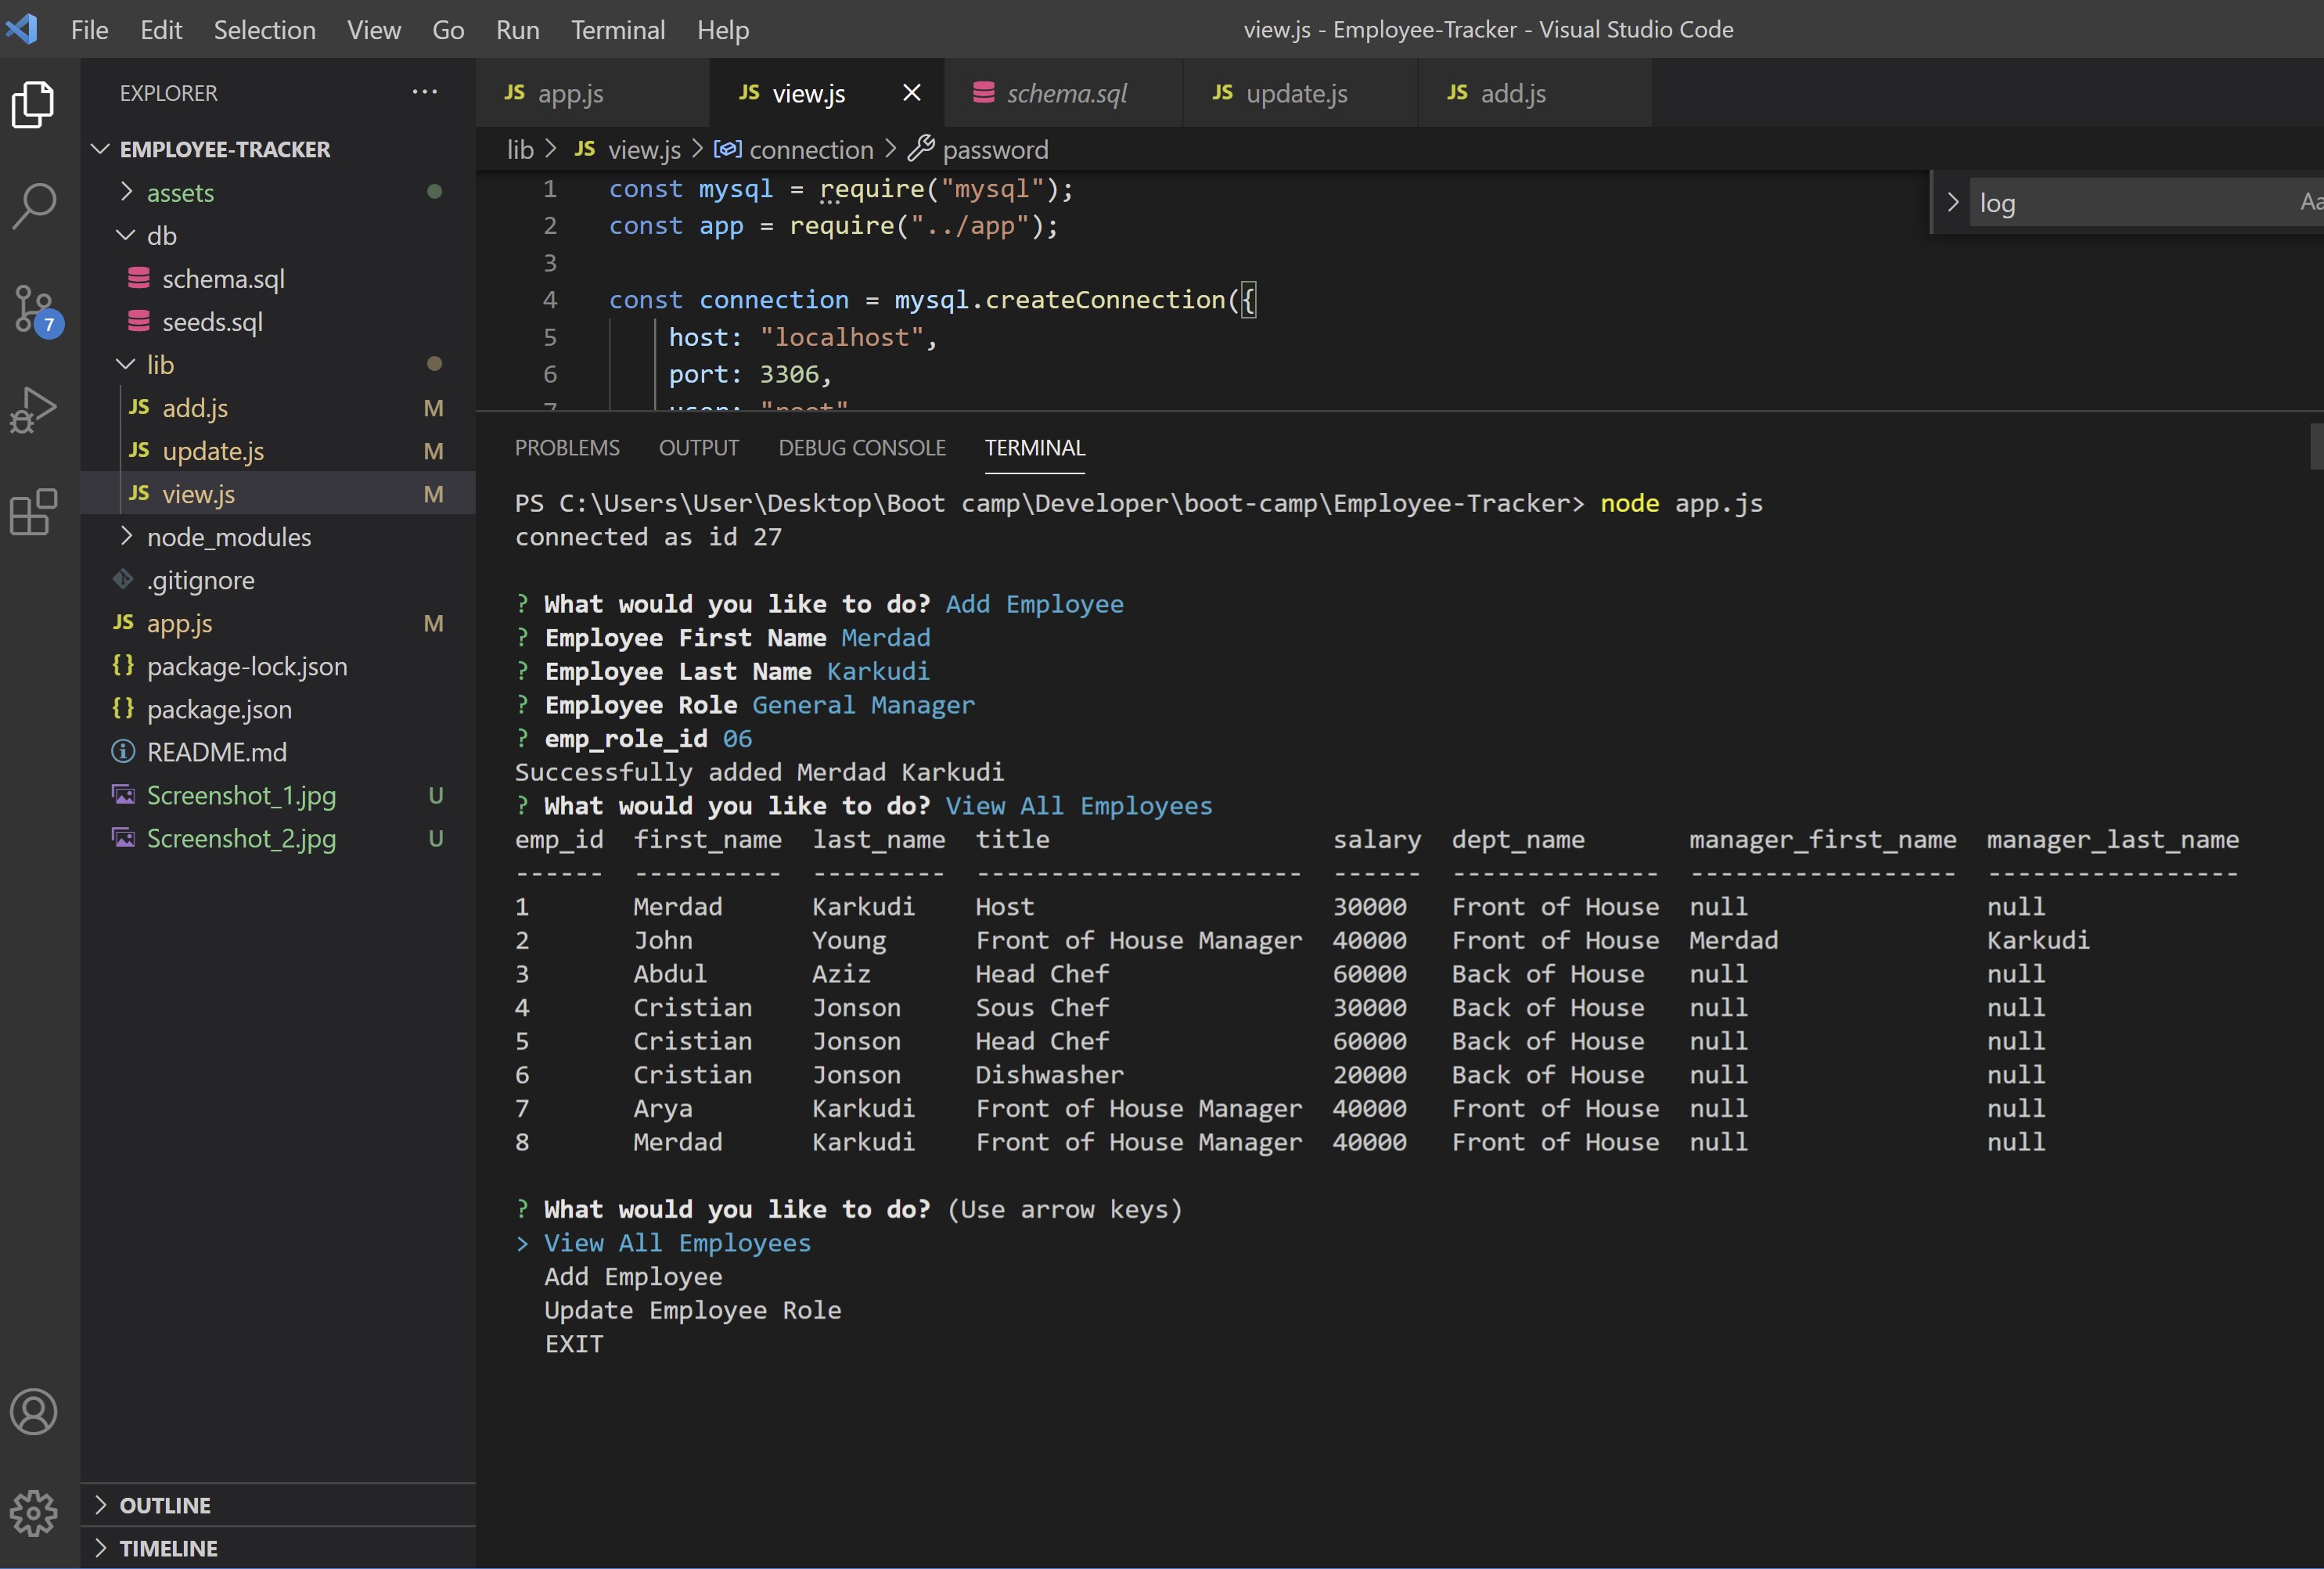 File Edit Selection View Go Run Terminal Help
view.js - Employee-Tracker - Visual Studio Code
EXPLORER
EMPLOYEE-TRACKER
assets
db
schema.sql
seeds.sql
lib
JS add.js M
JS update.js M
JS view.js M
node_modules
.gitignore
JS app.js M
{} package-lock.json
{} package.json
README.md
Screenshot_1.jpg U
Screenshot_2.jpg U
OUTLINE
TIMELINE
7
JS app.js JS view.js schema.sql JS update.js JS add.js
lib > JS view.js > connection > password
1 const mysql = require("mysql");
2 const app = require("../app");
3
4 const connection = mysql.createConnection({
5 host: "localhost",
6 port: 3306,
7 user: "root"
log Aa
PROBLEMS OUTPUT DEBUG CONSOLE TERMINAL
PS C:\Users\User\Desktop\Boot camp\Developer\boot-camp\Employee-Tracker> node app.js
connected as id 27
? What would you like to do? Add Employee
? Employee First Name Merdad
? Employee Last Name Karkudi
? Employee Role General Manager
? emp_role_id 06
Successfully added Merdad Karkudi
? What would you like to do? View All Employees
emp_id first_name last_name title salary dept_name manager_first_name manager_last_name
------ ---------- --------- ---------------------- ------ -------------- ------------------ -----------------
1 Merdad Karkudi Host 30000 Front of House null null
2 John Young Front of House Manager 40000 Front of House Merdad Karkudi
3 Abdul Aziz Head Chef 60000 Back of House null null
4 Cristian Jonson Sous Chef 30000 Back of House null null
5 Cristian Jonson Head Chef 60000 Back of House null null
6 Cristian Jonson Dishwasher 20000 Back of House null null
7 Arya Karkudi Front of House Manager 40000 Front of House null null
8 Merdad Karkudi Front of House Manager 40000 Front of House null null
? What would you like to do? (Use arrow keys)
> View All Employees
Add Employee
Update Employee Role
EXIT